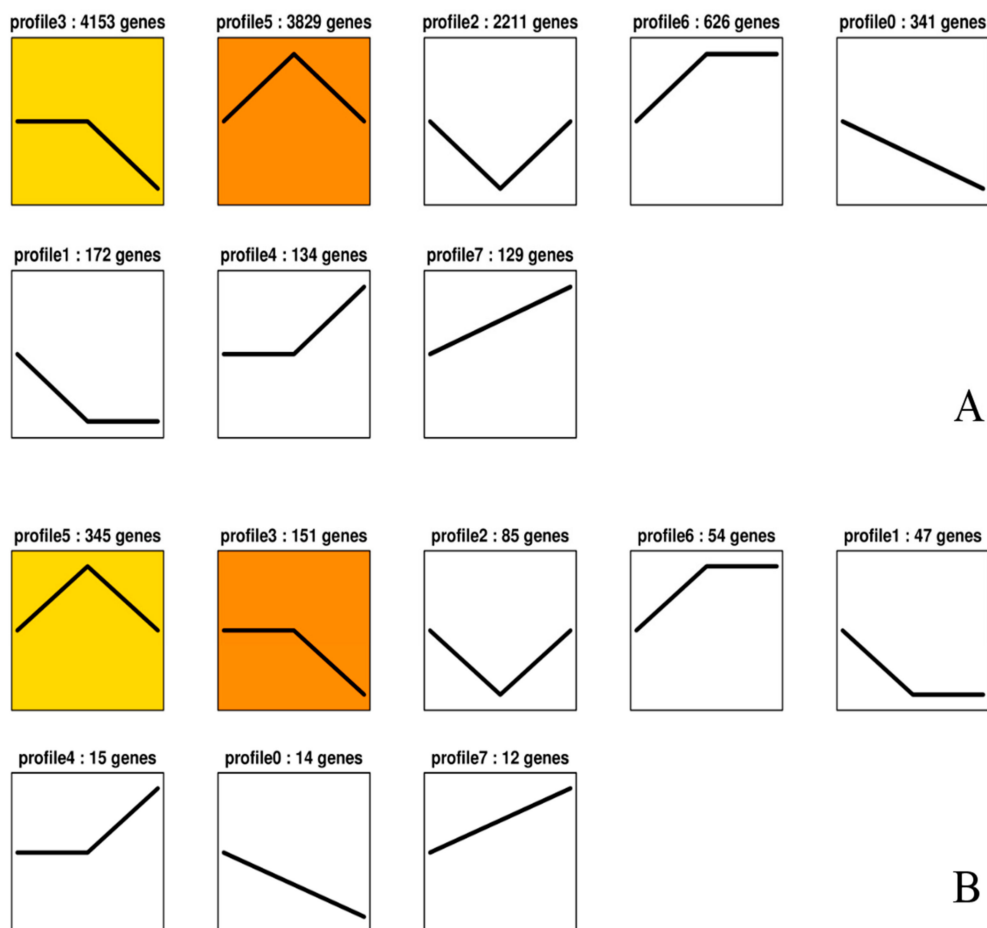 profile3 : 4153 genes
profile5 : 3829 genes
profile2 : 2211 genes
profile6 : 626 genes
profile0 : 341 genes
profile1 : 172 genes
profile4 : 134 genes
profile7 : 129 genes
A
profile5 : 345 genes
profile3 : 151 genes
profile2 : 85 genes
profile6 : 54 genes
profile1 : 47 genes
profile4 : 15 genes
profile0 : 14 genes
profile7 : 12 genes
B